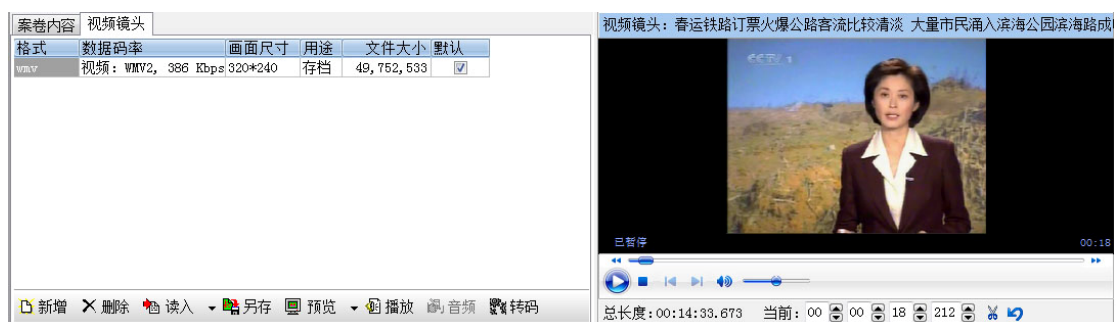 案卷内容 视频镜头
格式 数据码率 画面尺寸 用途 文件大小 默认
wmv 视频: WMV2, 386 Kbps 320*240 存档 49,752,533
新增 删除 读入 另存 预览 播放 音频 转码
视频镜头: 春运铁路订票火爆公路客流比较清淡 大量市民涌入滨海公园滨海路成
CCTV 1
已暂停 00:18
总长度:00:14:33.673 当前: 00 00 18 212